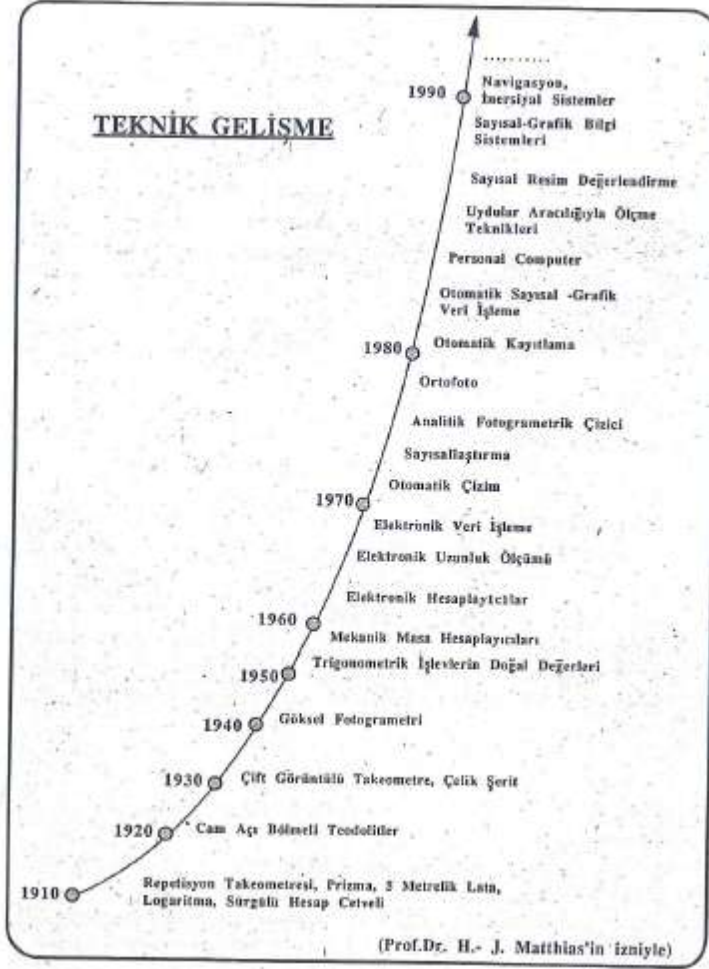 ..........
1990
Navigasyon,
İnersiyal Sistemler
TEKNİK GELİŞME
Sayısal-Grafik Bilgi
Sistemleri
Sayısal Resim Değerlendirme
Uydular Aracılığıyla Ölçme
Teknikleri
Personal Computer
Otomatik Sayısal -Grafik
Veri İşleme
1980
Otomatik Kayıtlama
Ortofoto
Analitik Fotogrametrik Çizici
Sayısallaştırma
Otomatik Çizim
1970
Elektronik Veri İşleme
Elektronik Uzunluk Ölçümü
Elektronik Hesaplayıcılar
1960
Mekanik Masa Hesaplayıcıları
1950
Trigonometrik İşlevlerin Doğal Değerleri
1940
Göksel Fotogrametri
1930
Çift Görüntülü Takeometre, Çelik Şerit
1920
Cam Açı Bölmeli Teodolitler
1910
Repetisyon Takeometresi, Prizma, 3 Metrelik Lata,
Logaritma, Sürgülü Hesap Cetveli
(Prof.Dr. H.- J. Matthias'in izniyle)